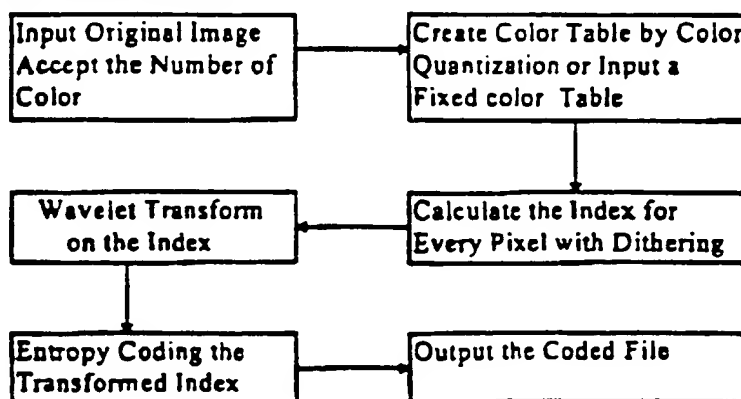 Input Original Image
Accept the Number of
Color
Create Color Table by Color
Quantization or Input a
Fixed color Table
Calculate the Index for
Every Pixel with Dithering
Wavelet Transform
on the Index
Entropy Coding the
Transformed Index
Output the Coded File